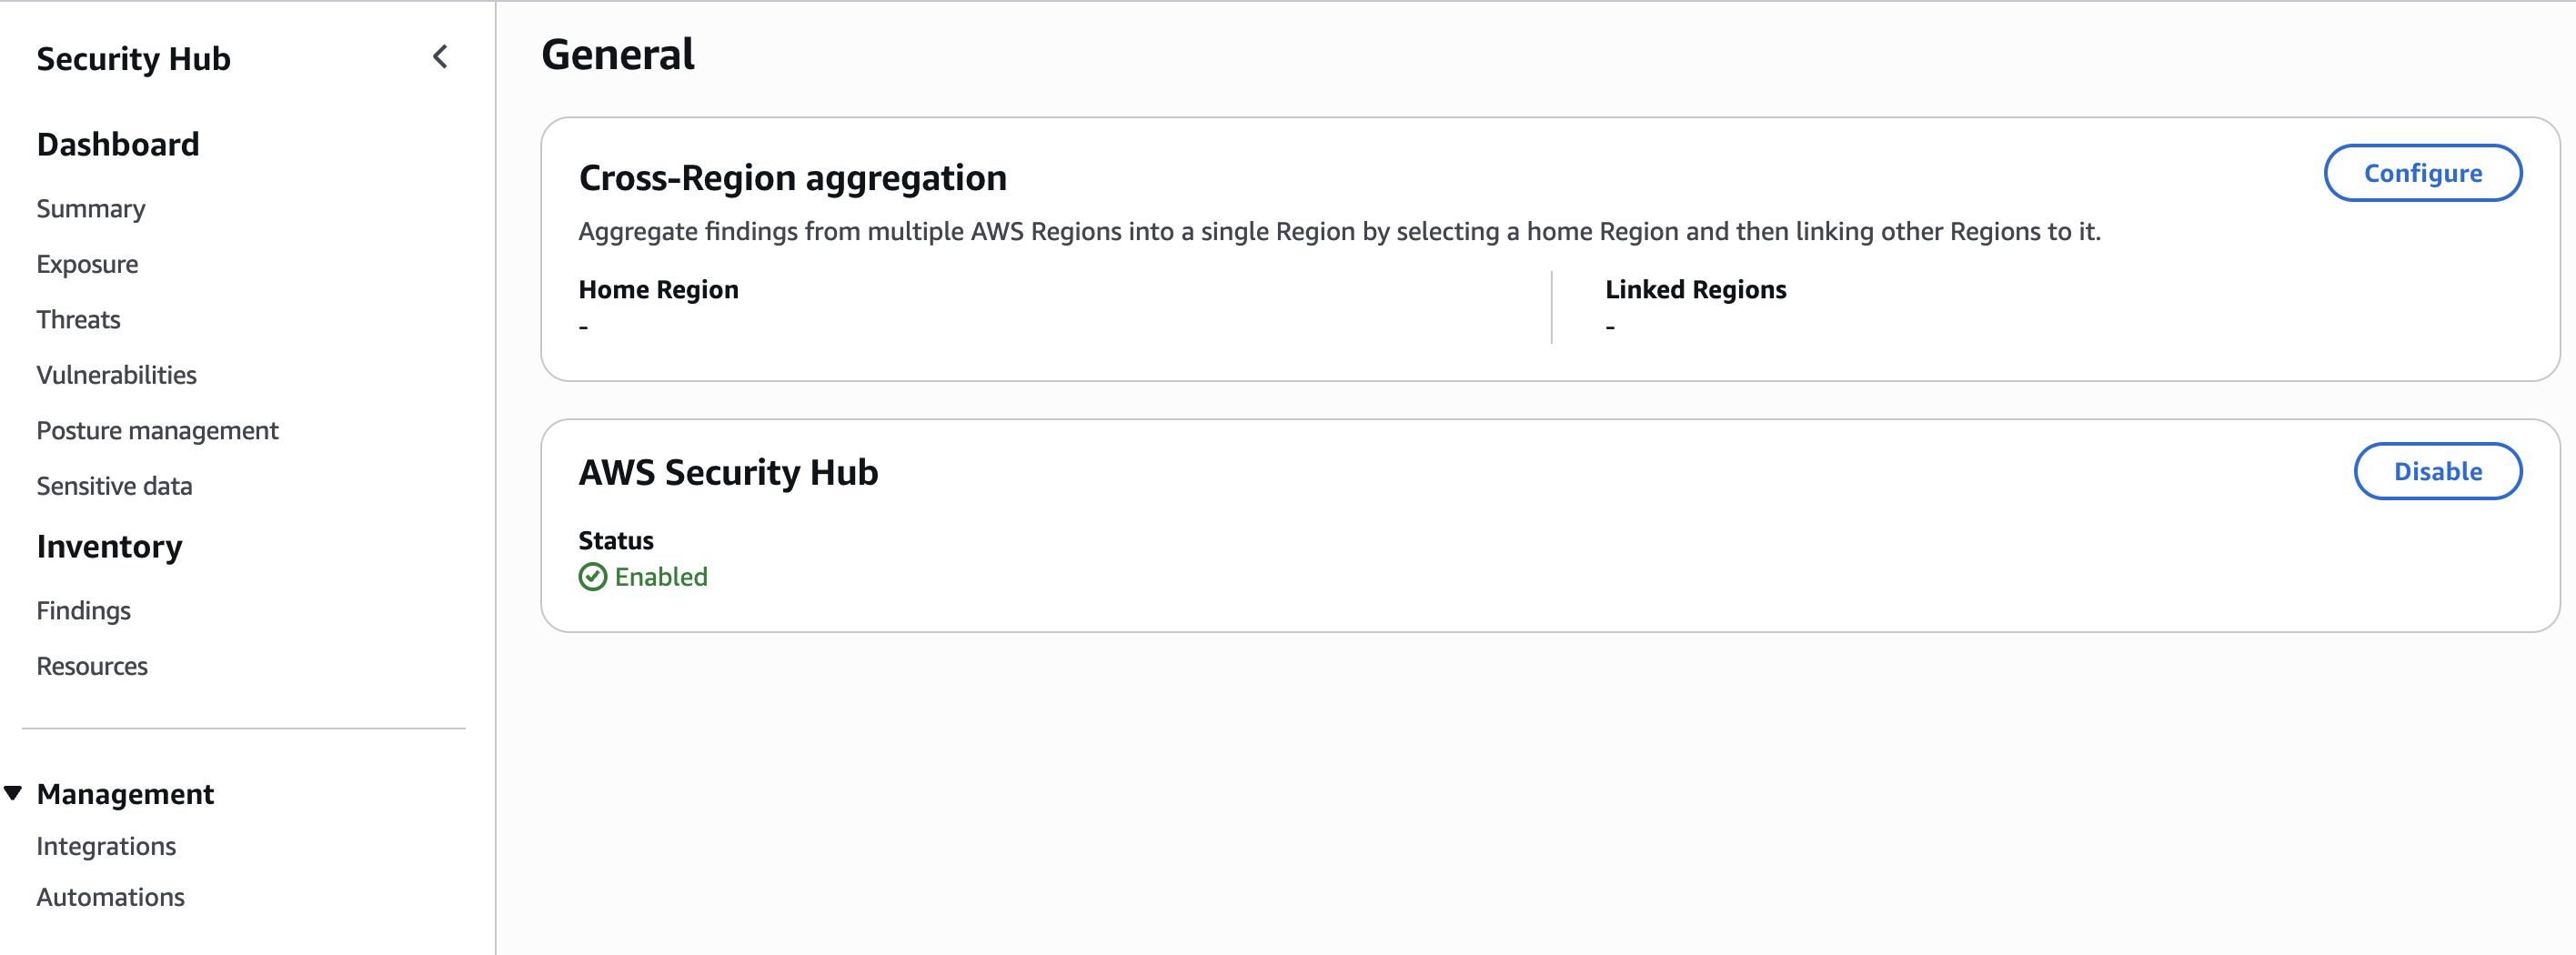 Security Hub
Dashboard
Summary
Exposure
Threats
Vulnerabilities
Posture management
Sensitive data
Inventory
Findings
Resources
Management
Integrations
Automations
General
Cross-Region aggregation
Configure
Aggregate findings from multiple AWS Regions into a single Region by selecting a home Region and then linking other Regions to it.
Home Region
-
Linked Regions
-
AWS Security Hub
Disable
Status
Enabled